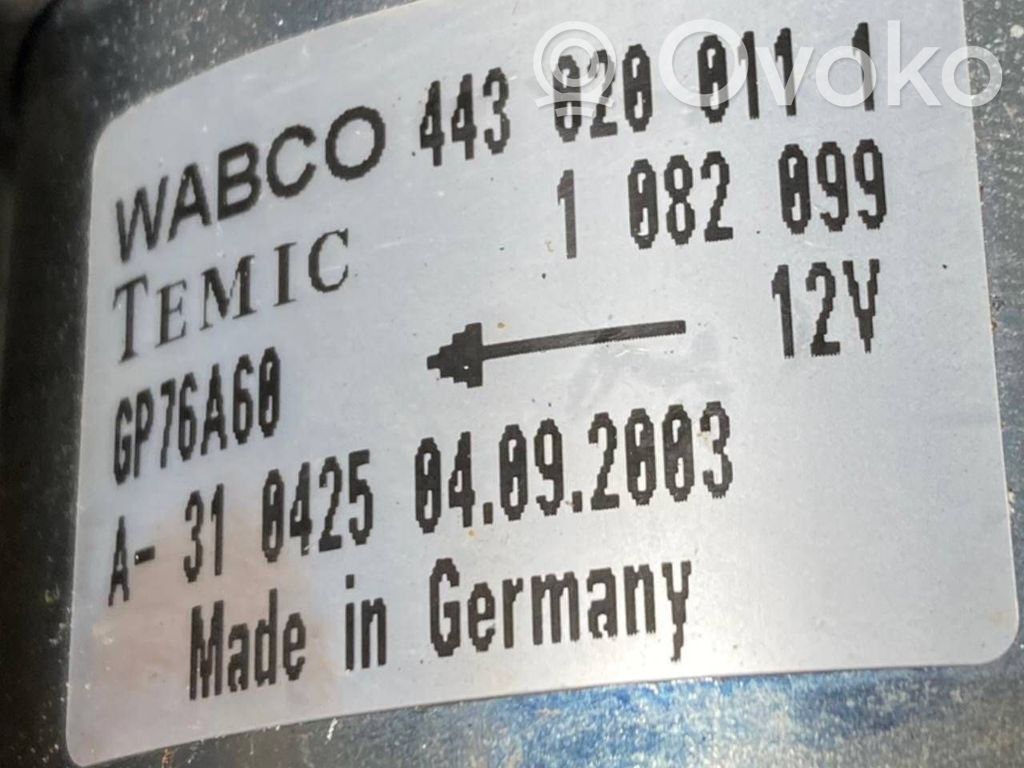 Ovoko
WABCO 443 020 011 1
TEMIC 1 082 099
12V
GP76A60
A- 31 0425 04.09.2003
Made in Germany